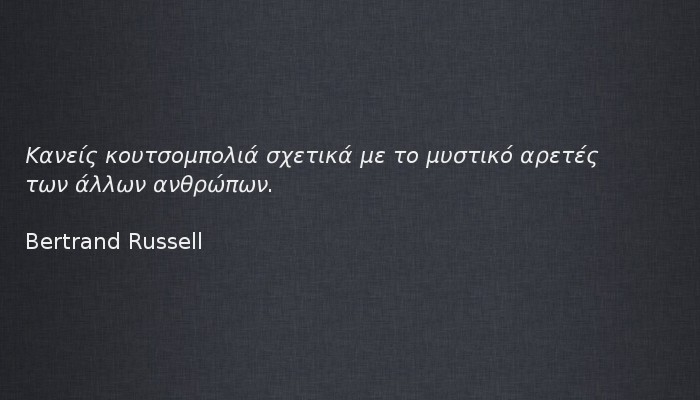 Κανείς κουτσομπολιά σχετικά με το μυστικό αρετές
των άλλων ανθρώπων.
Bertrand Russell